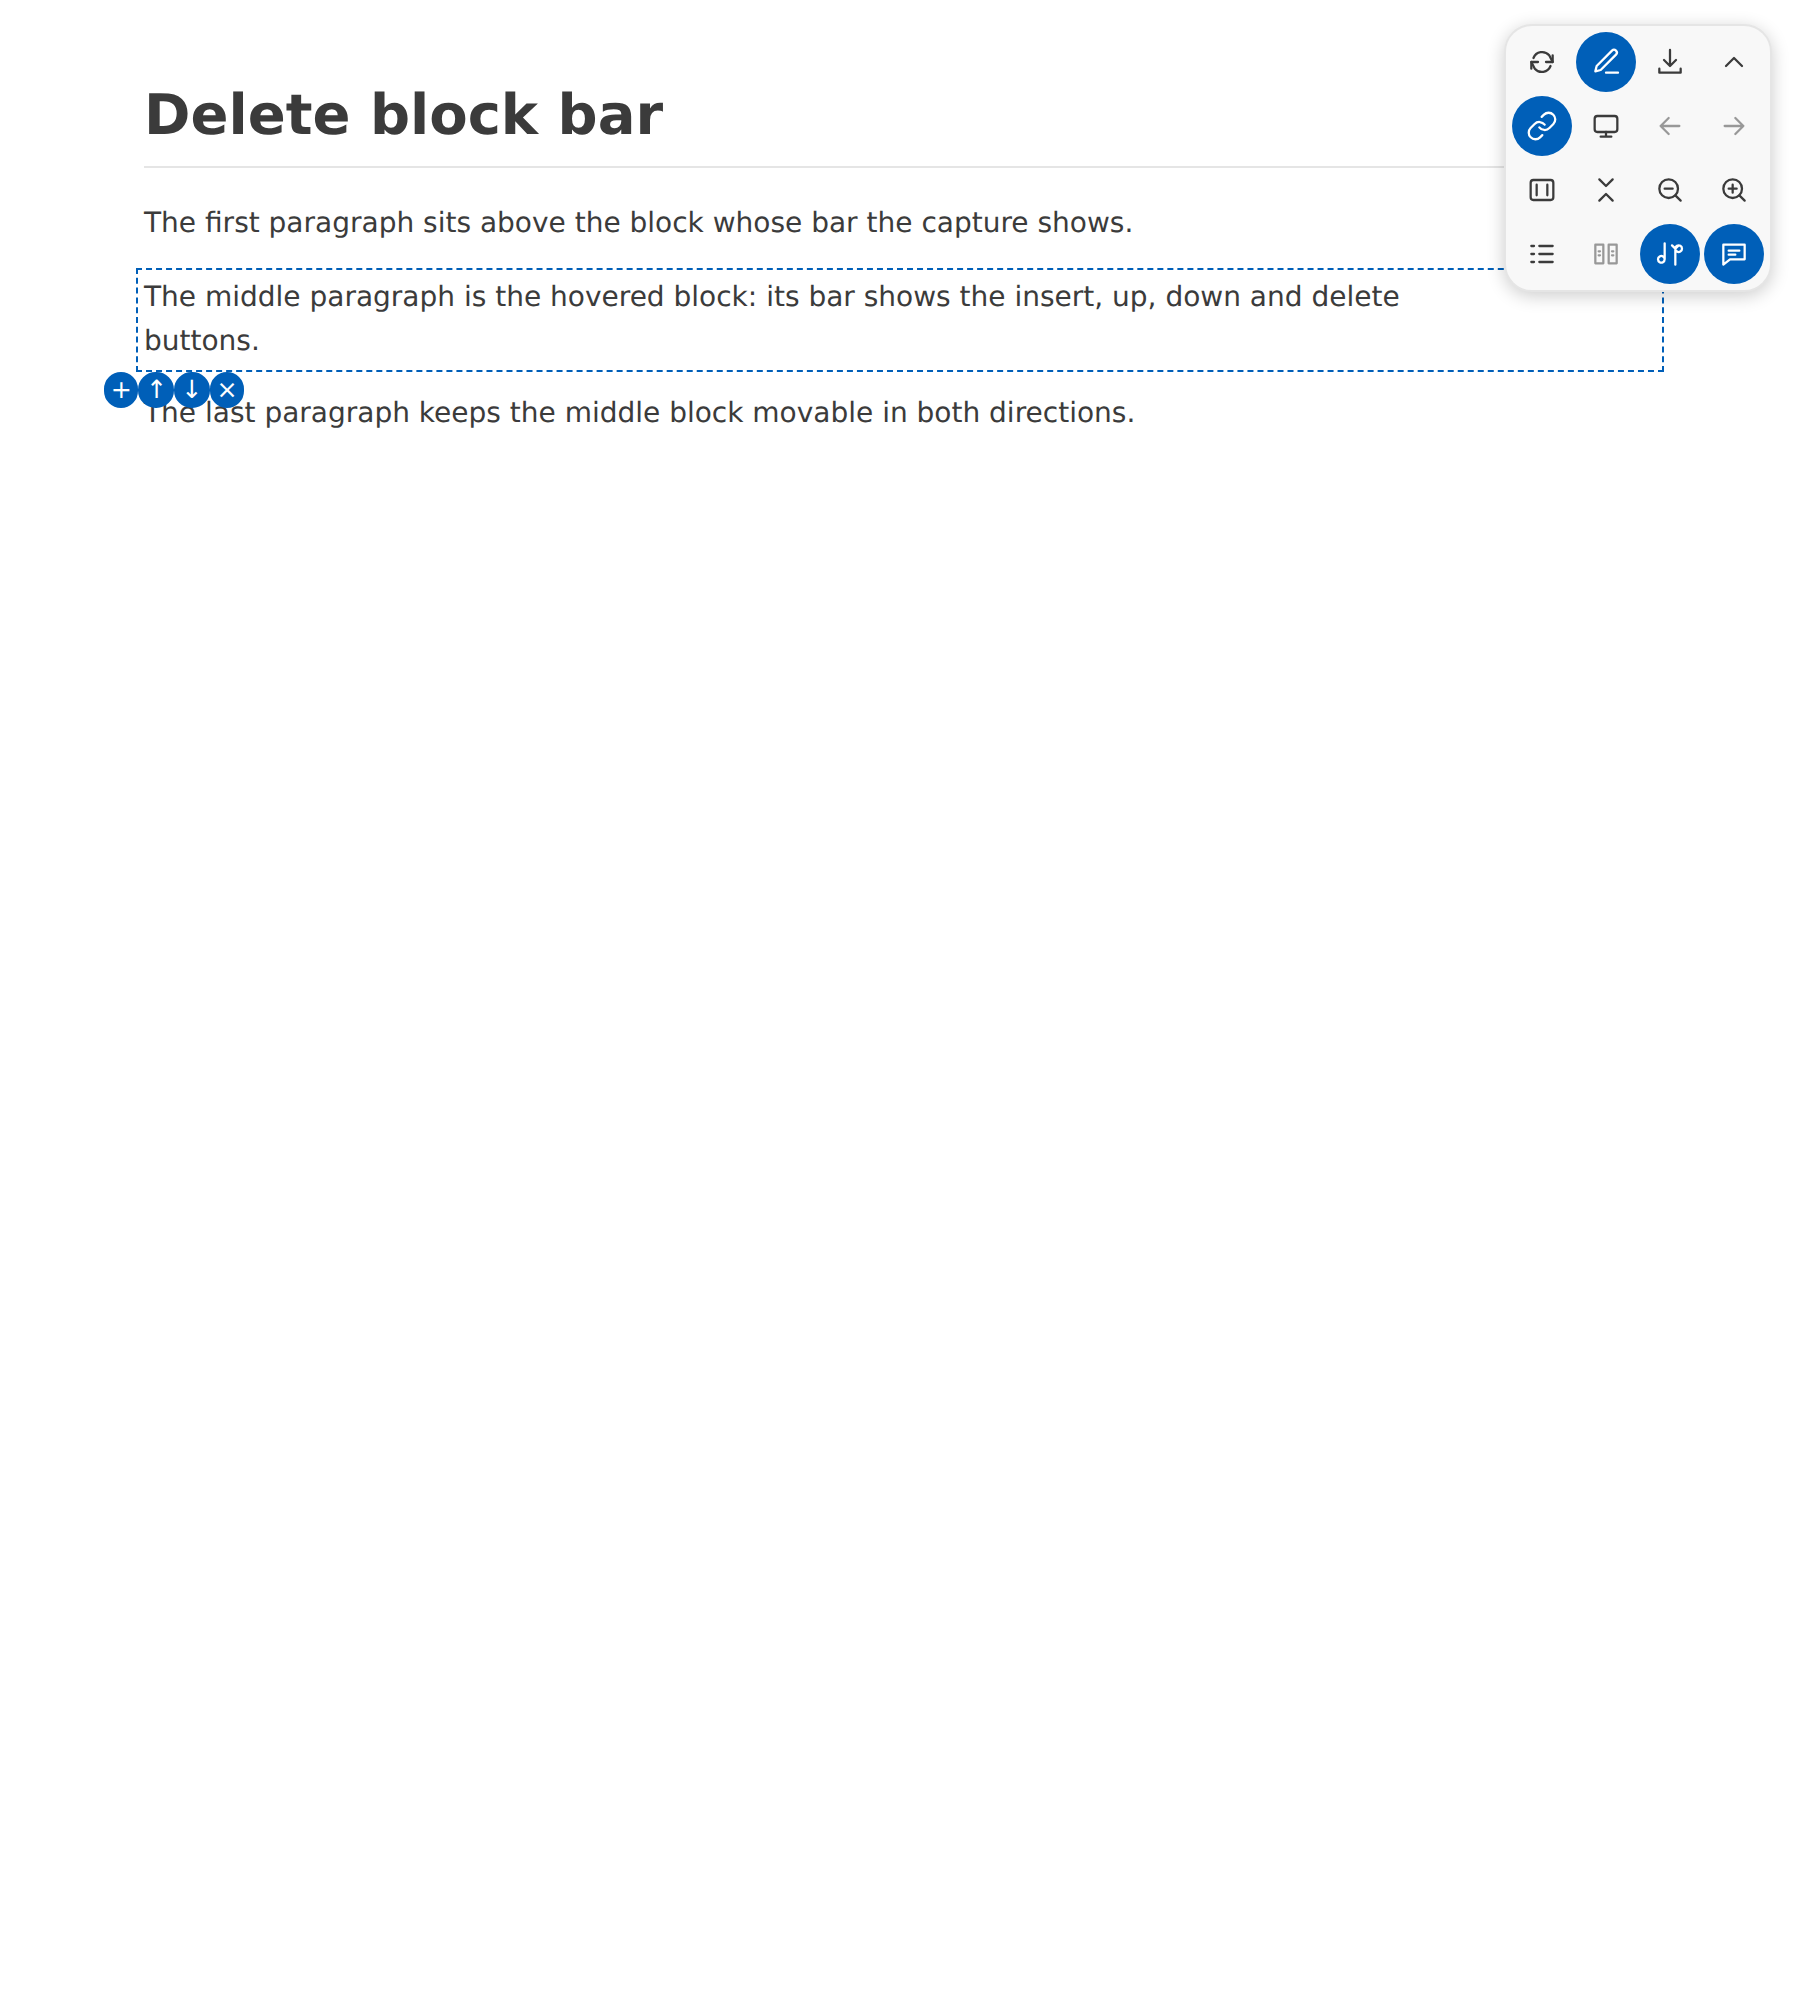 Delete block bar
The first paragraph sits above the block whose bar the capture shows.
The middle paragraph is the hovered block: its bar shows the insert, up, down and delete
buttons.
The last paragraph keeps the middle block movable in both directions.